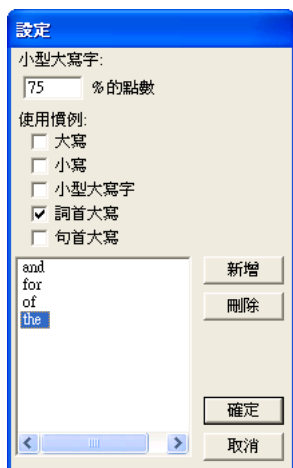 設定
小型大寫字:
75 %的點數
使用慣例:
大寫
小寫
小型大寫字
詞首大寫
句首大寫
and
for
of
the
新增
刪除
確定
取消